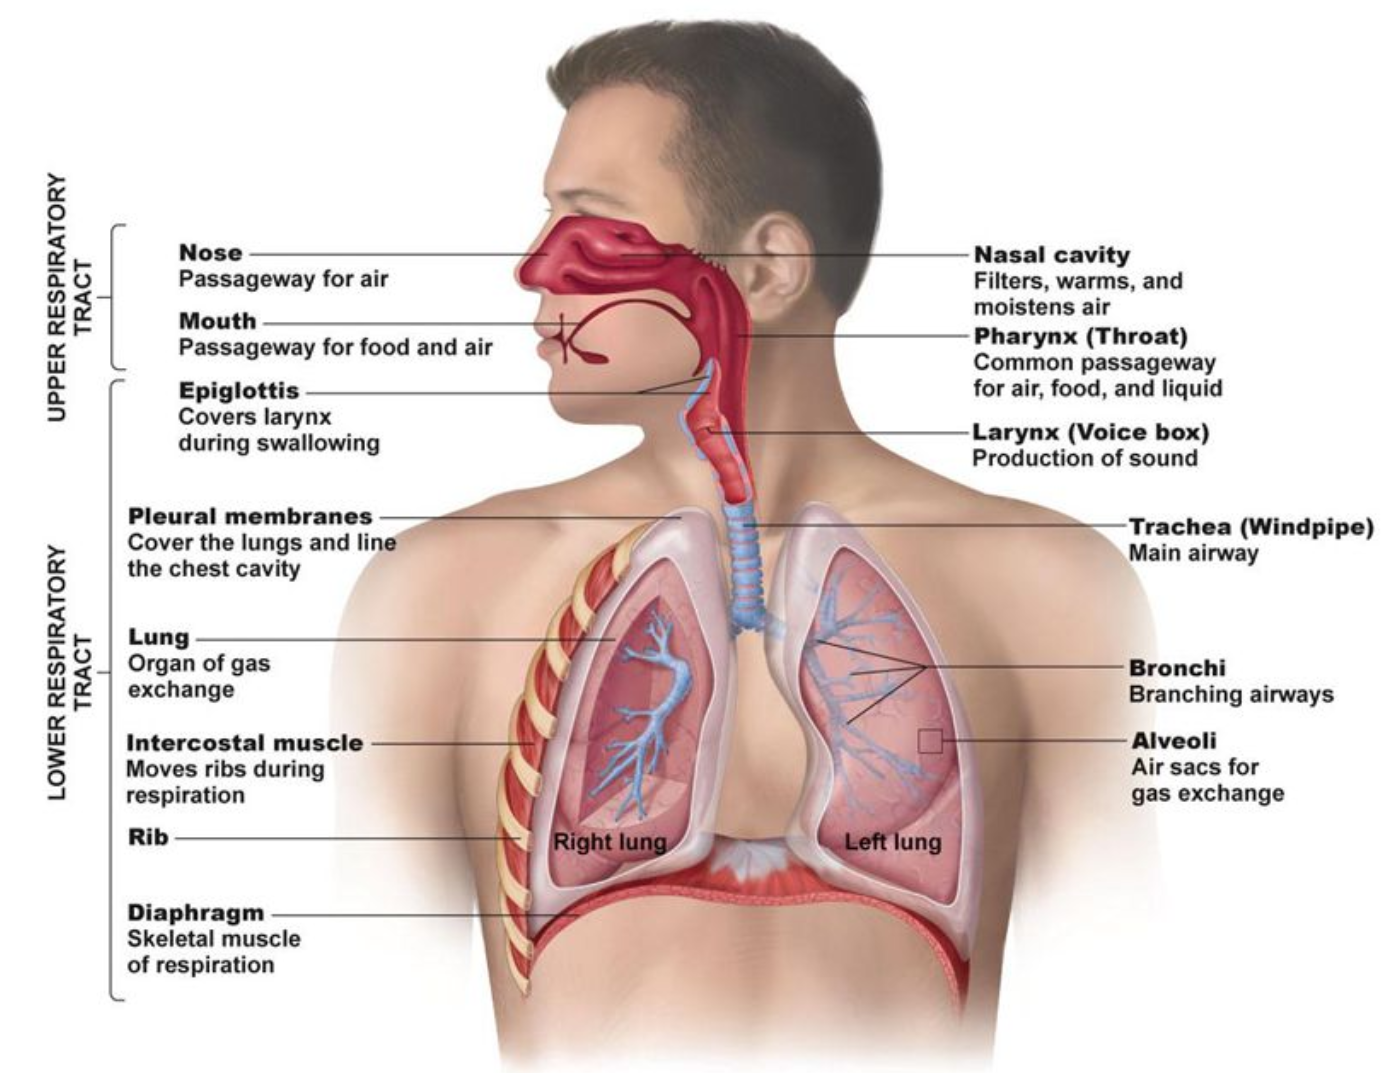 UPPER RESPIRATORY
TRACT
Nose
Passageway for air
Mouth
Passageway for food and air
Epiglottis
Covers larynx
during swallowing
LOWER RESPIRATORY
TRACT
Pleural membranes
Cover the lungs and line
the chest cavity
Lung
Organ of gas
exchange
Intercostal muscle
Moves ribs during
respiration
Rib
Diaphragm
Skeletal muscle
of respiration
Right lung
Left lung
Nasal cavity
Filters, warms, and
moistens air
Pharynx (Throat)
Common passageway
for air, food, and liquid
Larynx (Voice box)
Production of sound
Trachea (Windpipe)
Main airway
Bronchi
Branching airways
Alveoli
Air sacs for
gas exchange